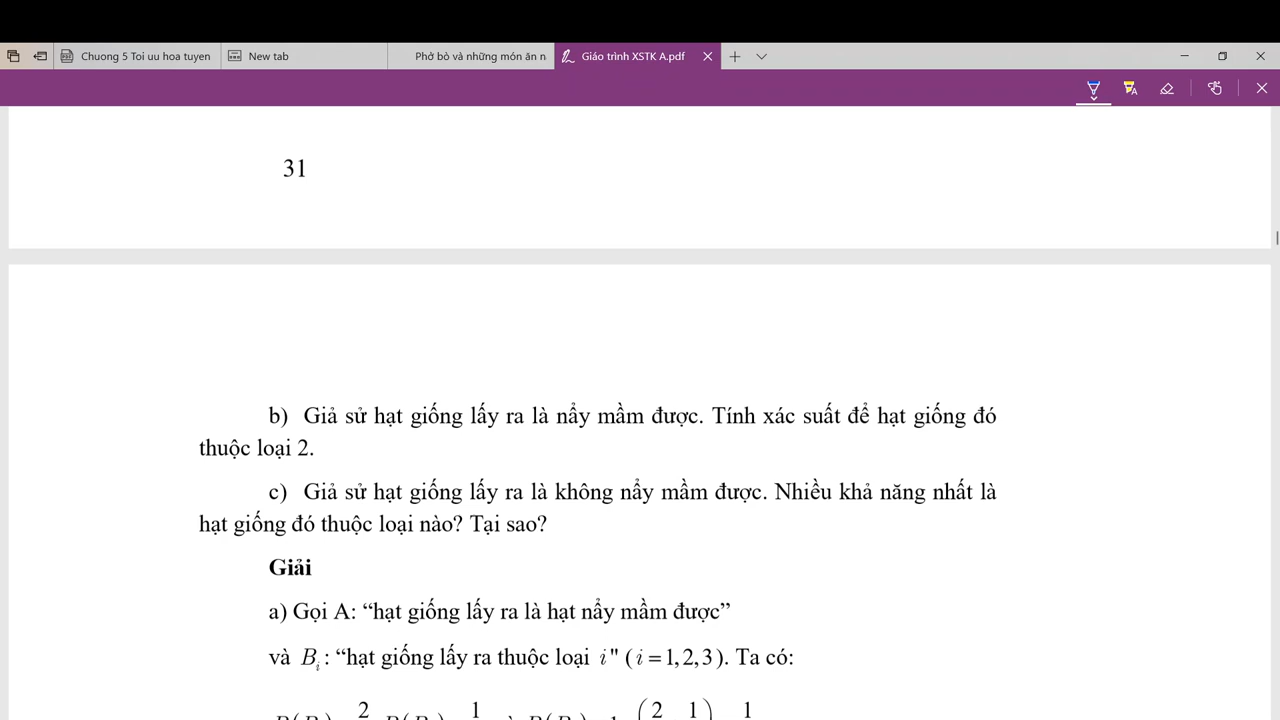 Chuong 5 Toi uu hoa tuyen
New tab
Phở bò và những món ăn n
Giáo trình XSTK A.pdf
31
b) Giả sử hạt giống lấy ra là nẩy mầm được. Tính xác suất để hạt giống đó
thuộc loại 2.
c) Giả sử hạt giống lấy ra là không nẩy mầm được. Nhiều khả năng nhất là
hạt giống đó thuộc loại nào? Tại sao?
Giải
a) Gọi A: “hạt giống lấy ra là hạt nẩy mầm được”
và B_i: “hạt giống lấy ra thuộc loại i" (i = 1, 2, 3). Ta có: